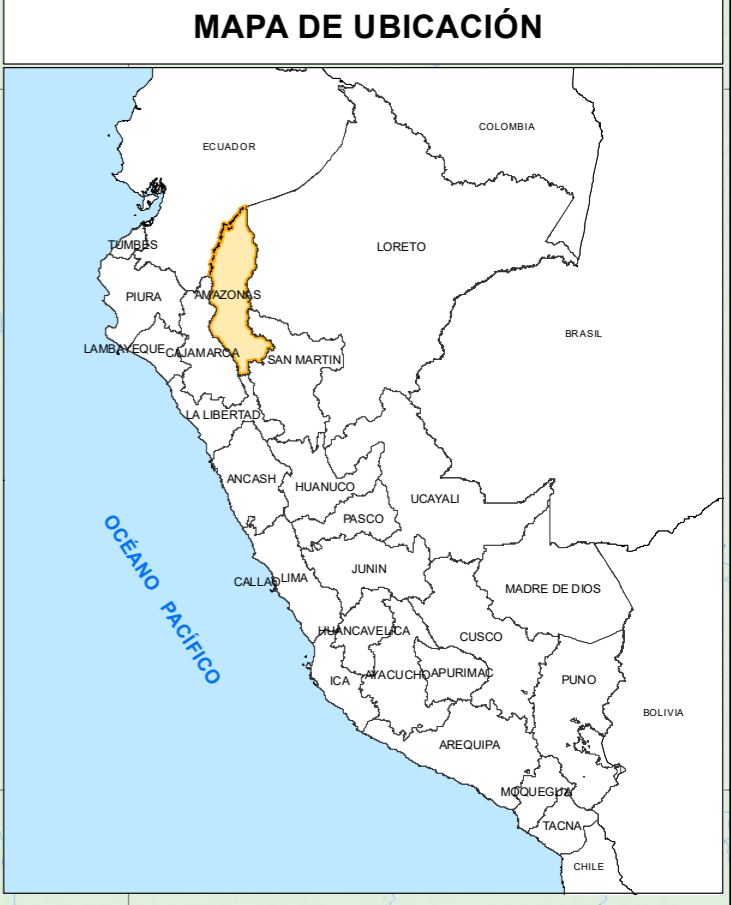 MAPA DE UBICACIÓN
COLOMBIA
ECUADOR
TUMBES
LORETO
PIURA
AMAZONAS
BRASIL
LAMBAYEQUE
CAJAMARCA
SAN MARTIN
LA LIBERTAD
ANCASH
HUANUCO
UCAYALI
PASCO
OCÉANO PACÍFICO
JUNIN
CALLAO
LIMA
MADRE DE DIOS
HUANCAVELICA
CUSCO
ICA
AYACUCHO
APURIMAC
PUNO
BOLIVIA
AREQUIPA
MOQUEGUA
TACNA
CHILE